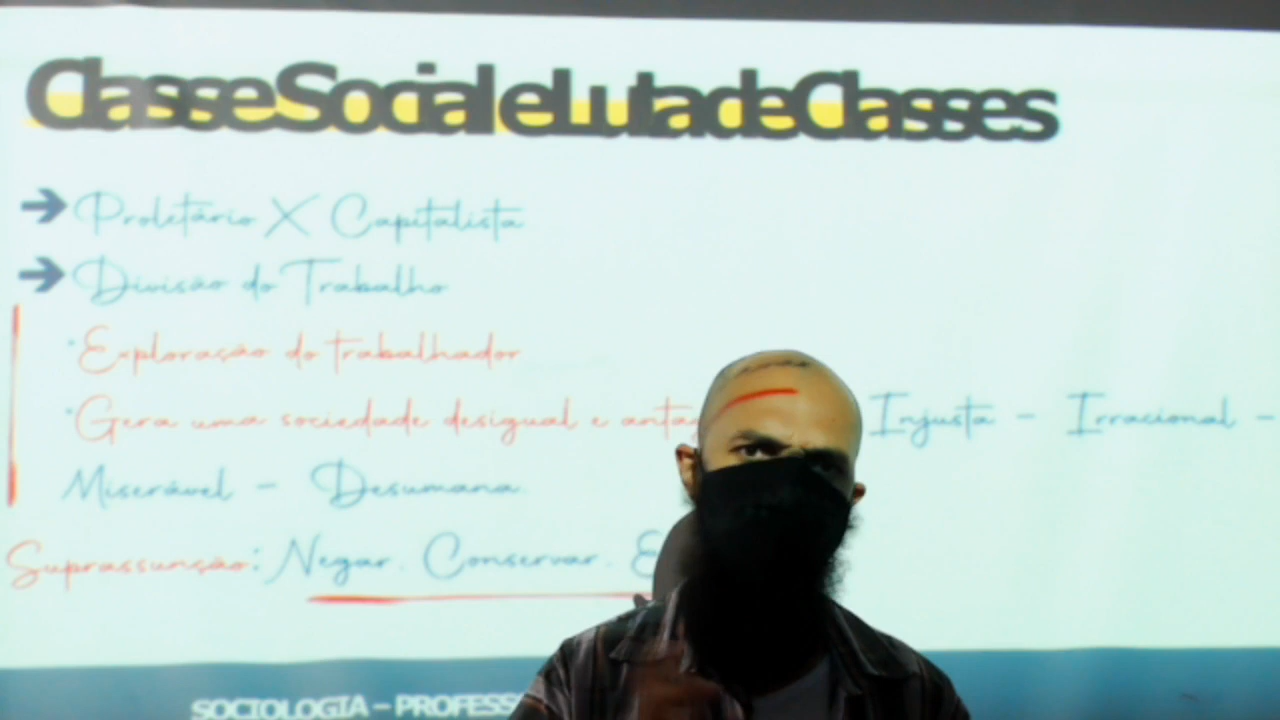 Classe Social e Luta de Classes
Proletário X Capitalista
Divisão do Trabalho
Exploração do trabalhador
Gera uma sociedade desigual e Injusta - Irracional -
Miserável - Desumana.
Suprassunção: Negar. Conservar.
SOCIOLOGIA –